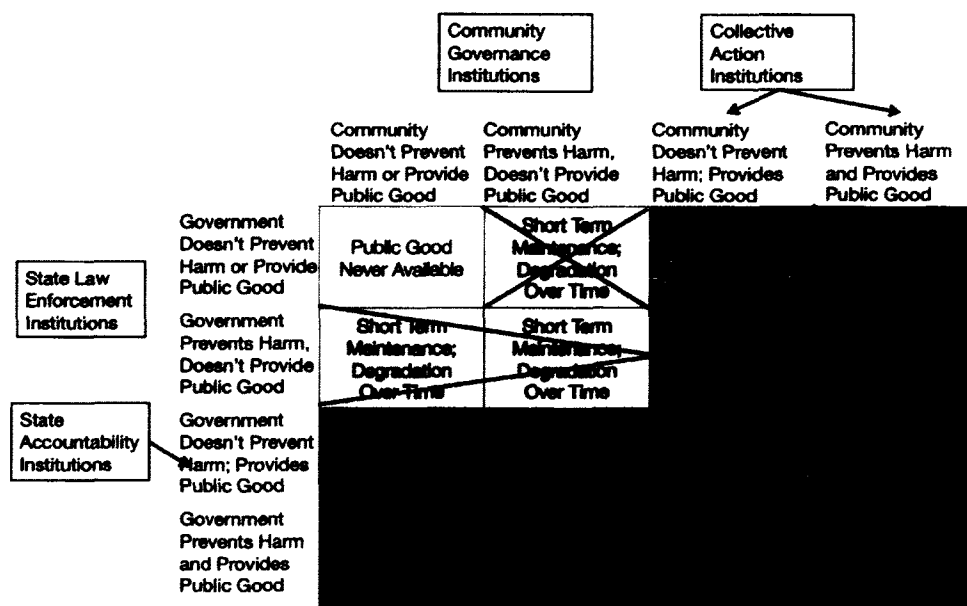 Community
Governance
Institutions
Collective
Action
Institutions
Community
Doesn't Prevent
Harm or Provide
Public Good
Community
Prevents Harm,
Doesn't Provide
Public Good
Community
Doesn't Prevent
Harm; Provides
Public Good
Community
Prevents Harm
and Provides
Public Good
State Law
Enforcement
Institutions
Government
Doesn't Prevent
Harm or Provide
Public Good
Public Good
Never Available
Short Term
Maintenance;
Degradation
Over Time
Government
Prevents Harm,
Doesn't Provide
Public Good
Short Term
Maintenance;
Degradation
Over Time
Short Term
Maintenance;
Degradation
Over Time
State
Accountability
Institutions
Government
Doesn't Prevent
Harm; Provides
Public Good
Government
Prevents Harm
and Provides
Public Good